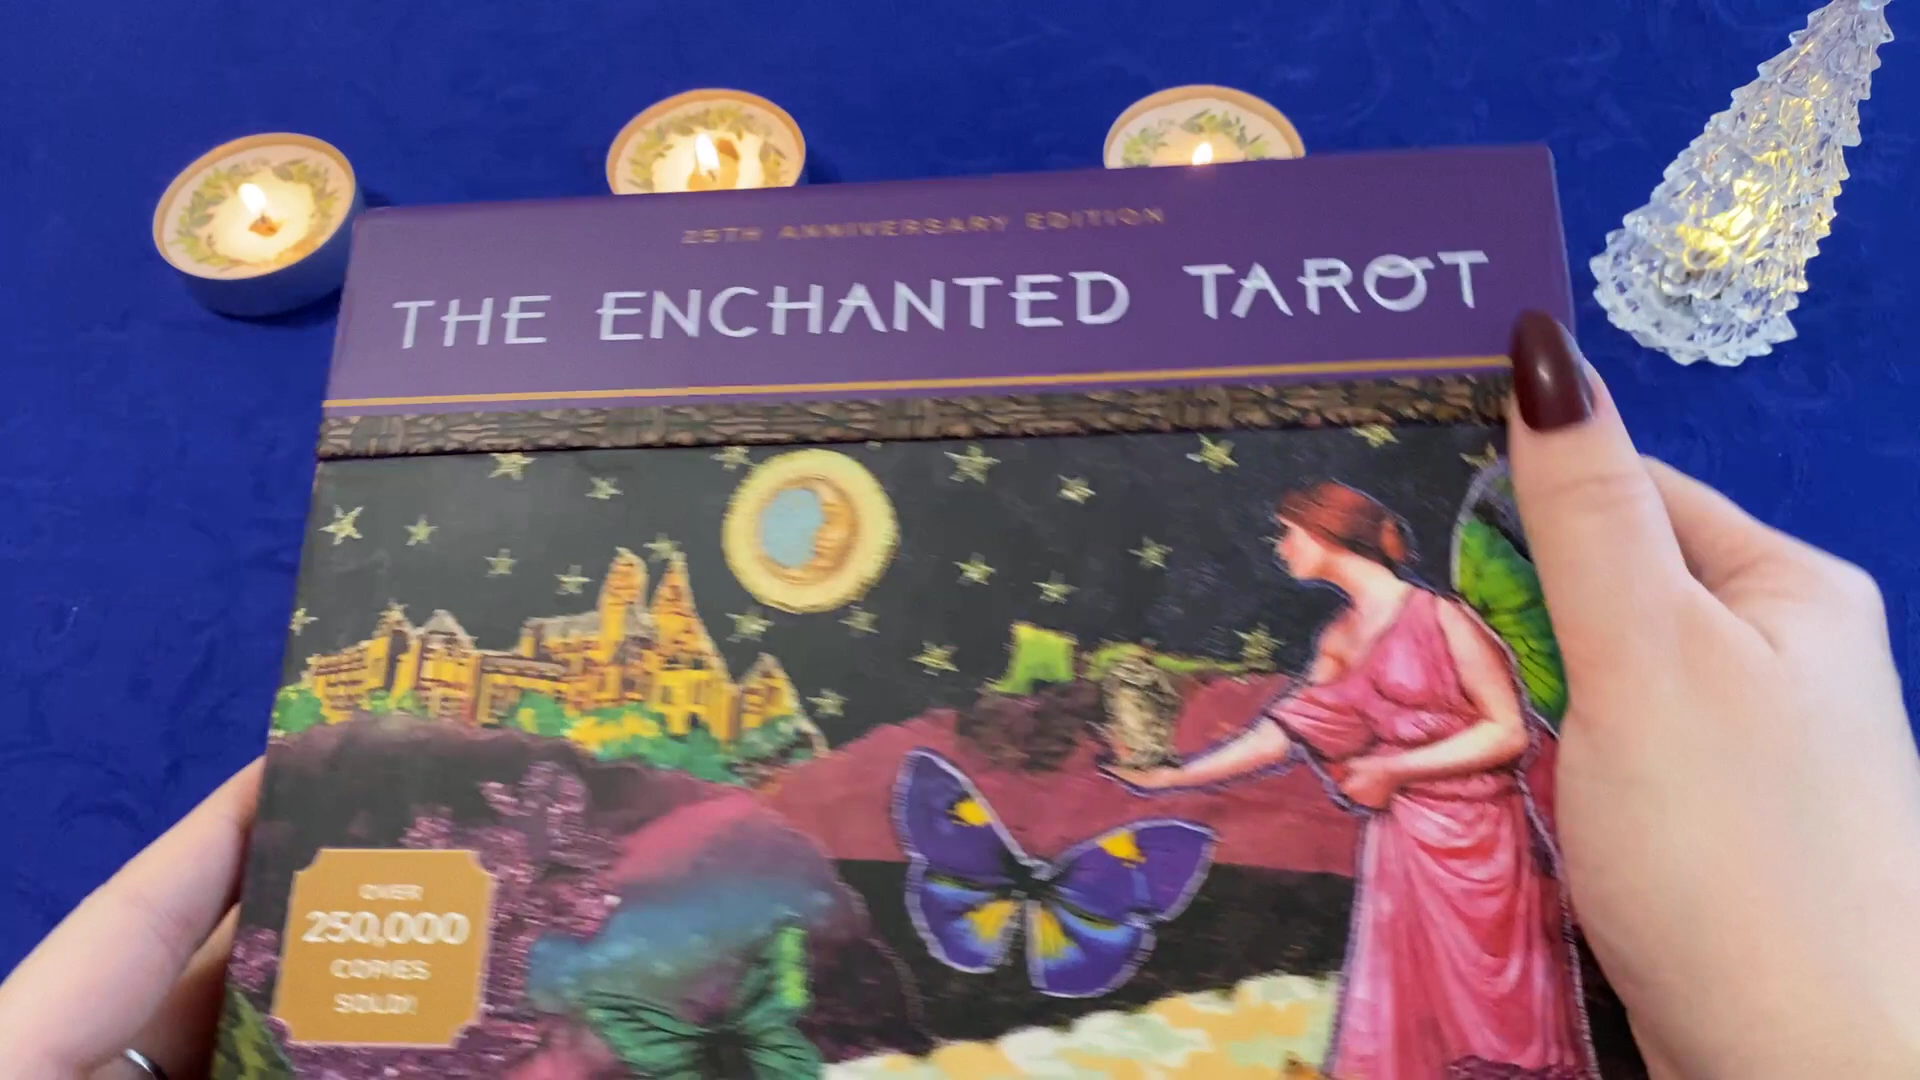 25TH ANNIVERSARY EDITION
THE ENCHANTED TAROT
OVER
250,000
COPIES
SOLD!